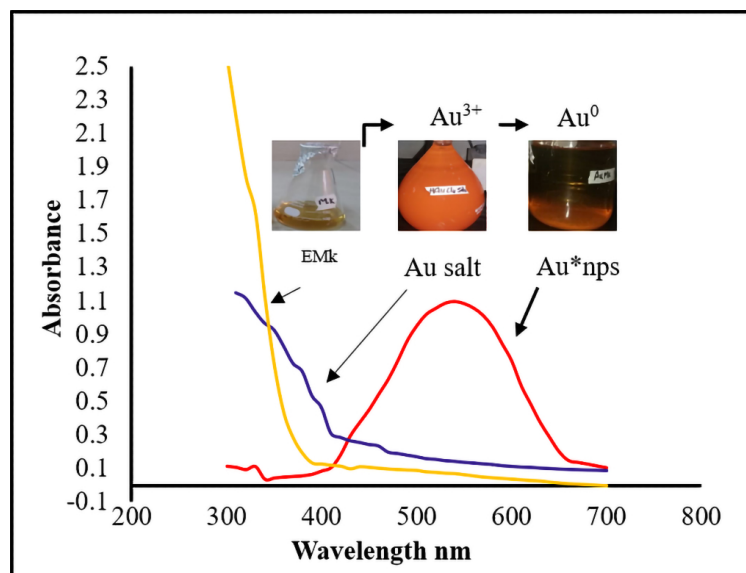 2.5
2.3
2.1
1.9
1.7
1.5
1.3
1.1
0.9
0.7
0.5
0.3
0.1
-0.1
Absorbance
Au³⁺
Au⁰
M.K
EMk
Au salt
Au*nps
200 300 400 500 600 700 800
Wavelength nm